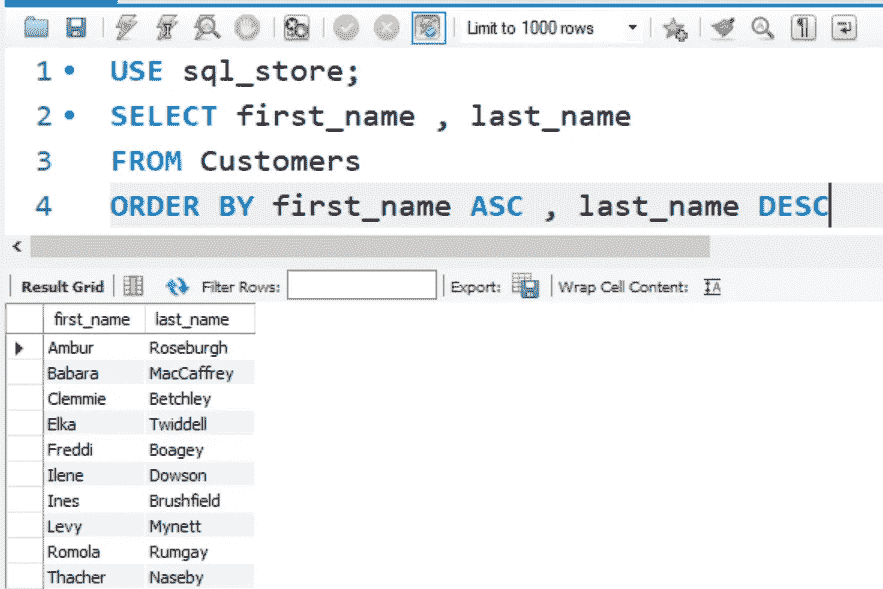 Limit to 1000 rows
1 USE sql_store;
2 SELECT first_name , last_name
3 FROM Customers
4 ORDER BY first_name ASC , last_name DESC
Result Grid Filter Rows: Export: Wrap Cell Content: IA
first_name last_name
Ambur Roseburgh
Babara MacCaffrey
Clemmie Betchley
Elka Twiddell
Freddi Boagey
Ilene Dowson
Ines Brushfield
Levy Mynett
Romola Rumgay
Thacher Naseby